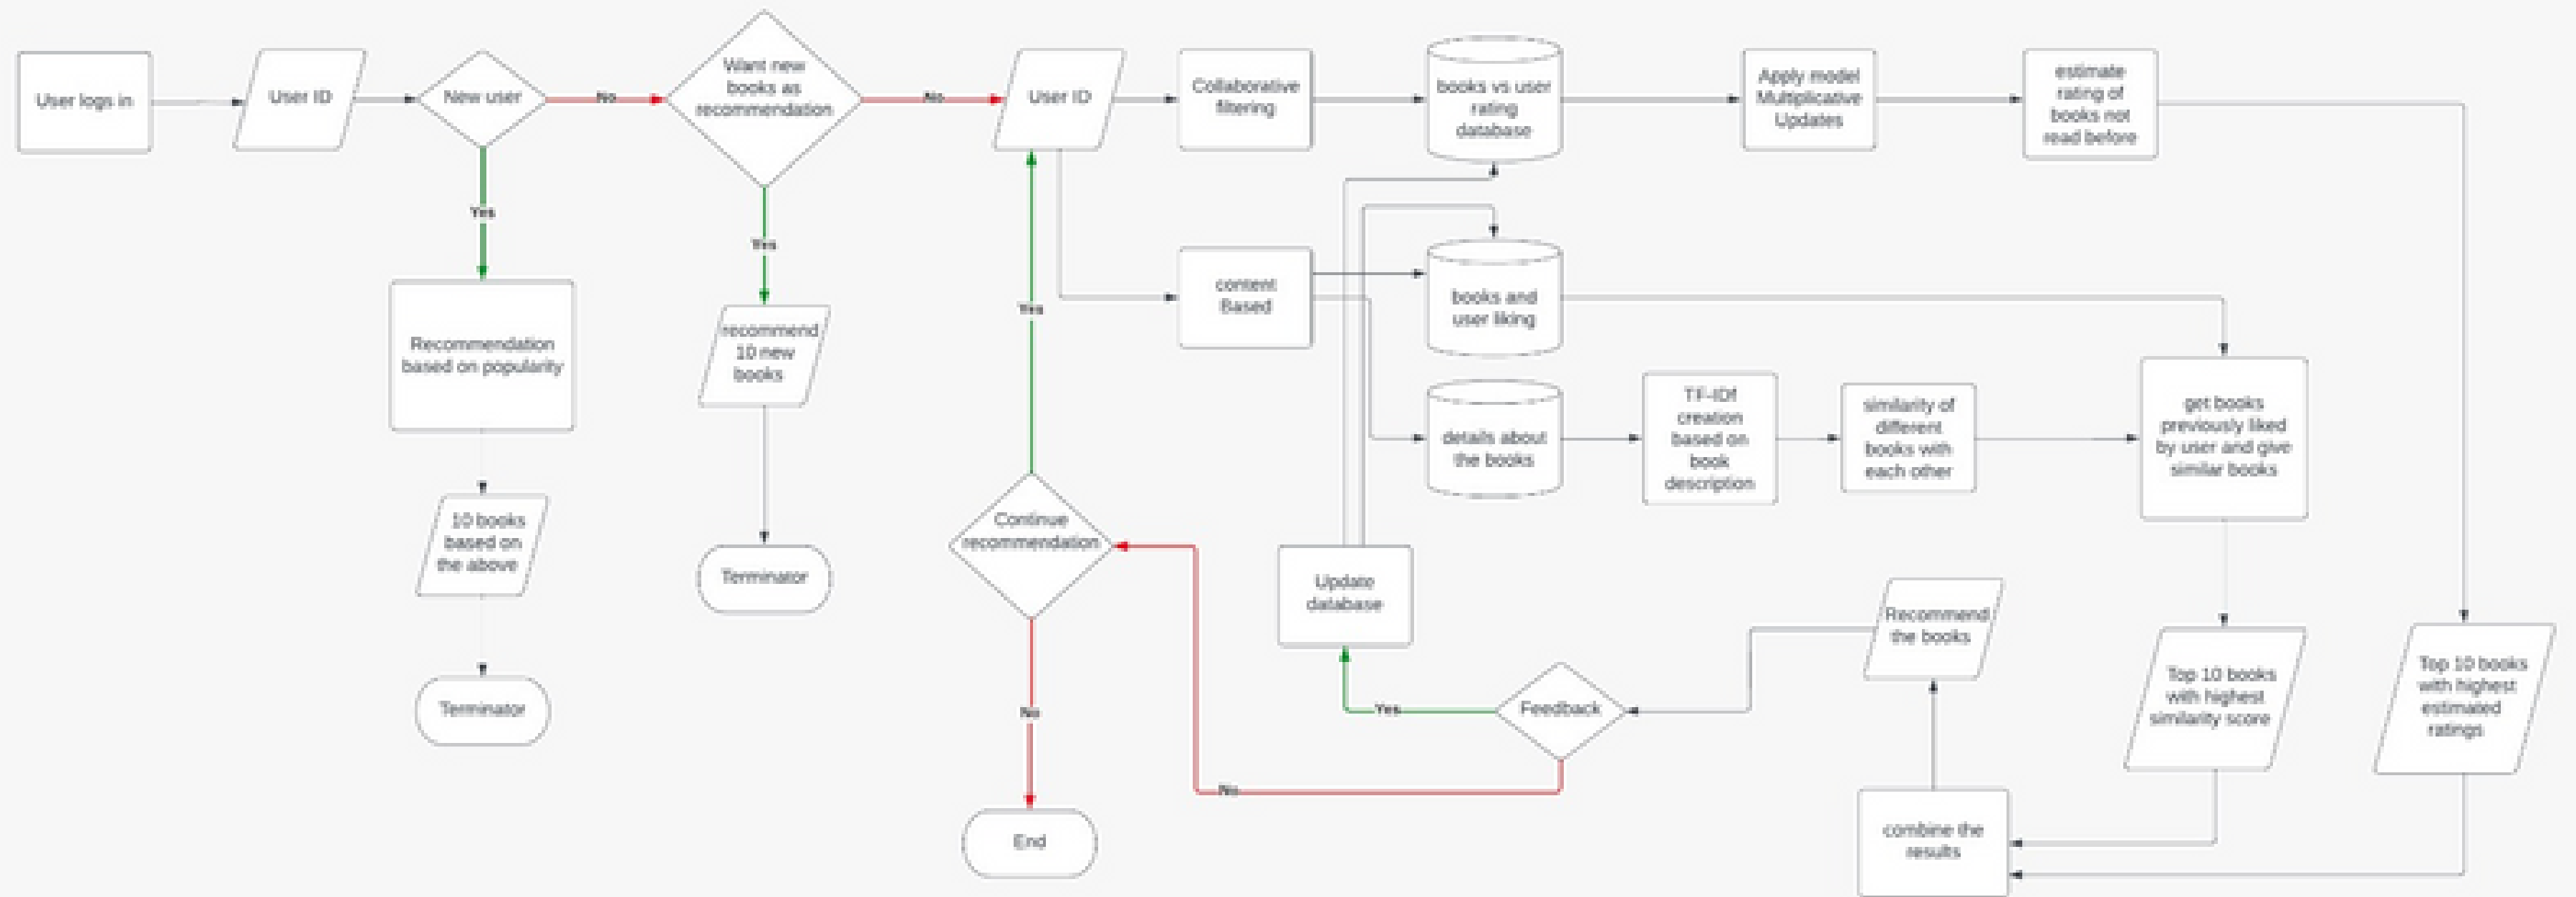 User logs in
User ID
New user
No
Want new
books as
recommendation
No
User ID
Collaborative
filtering
books vs user
rating
database
Apply model
Multiplicative
Updates
estimate
rating of
books not
read before
Yes
Yes
Yes
Recommendation
based on popularity
recommend
10 new
books
content
Based
books and
user liking
details about
the books
TF-IDf
creation
based on
book
description
similarity of
different
books with
each other
get books
previously liked
by user and give
similar books
10 books
based on
the above
Terminator
Terminator
Continue
recommendation
No
End
Update
database
Yes
Feedback
No
Recommend
the books
Top 10 books
with highest
similarity score
Top 10 books
with highest
estimated
ratings
combine the
results